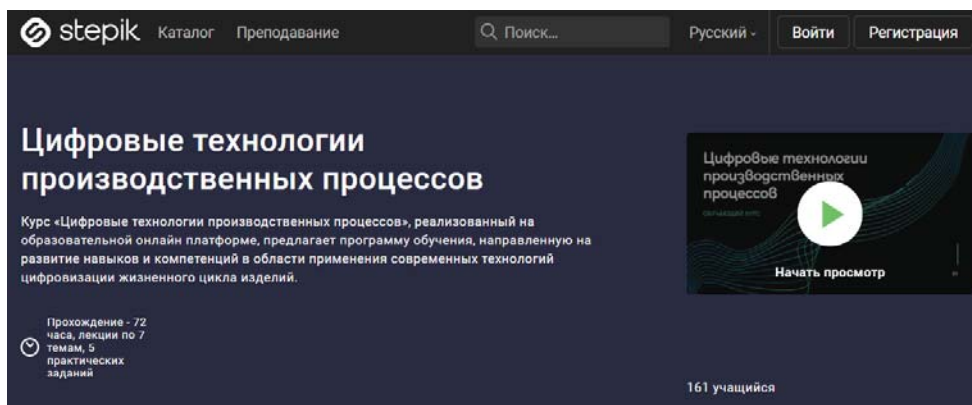 stepik Каталог Преподавание Поиск... Русский Войти Регистрация
Цифровые технологии
производственных процессов
Курс «Цифровые технологии производственных процессов», реализованный на
образовательной онлайн платформе, предлагает программу обучения, направленную на
развитие навыков и компетенций в области применения современных технологий
цифровизации жизненного цикла изделий.
Прохождение - 72
часа, лекции по 7
темам, 5
практических
заданий
Цифровые технологии
производственных
процессов
Начать просмотр
161 учащийся